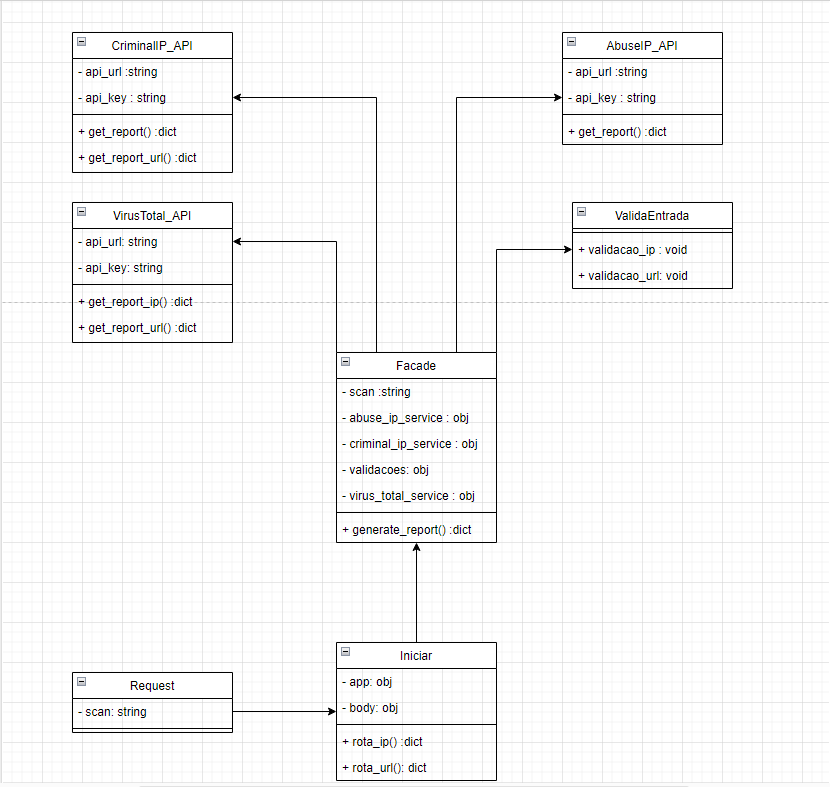 CriminalIP_API
- api_url :string
- api_key : string
+ get_report() :dict
+ get_report_url() :dict
AbuseIP_API
- api_url :string
- api_key : string
+ get_report() :dict
VirusTotal_API
- api_url: string
- api_key: string
+ get_report_ip() :dict
+ get_report_url() :dict
ValidaEntrada
+ validacao_ip : void
+ validacao_url: void
Facade
- scan :string
- abuse_ip_service : obj
- criminal_ip_service : obj
- validacoes: obj
- virus_total_service : obj
+ generate_report() :dict
Request
- scan: string
Iniciar
- app: obj
- body: obj
+ rota_ip() :dict
+ rota_url(): dict